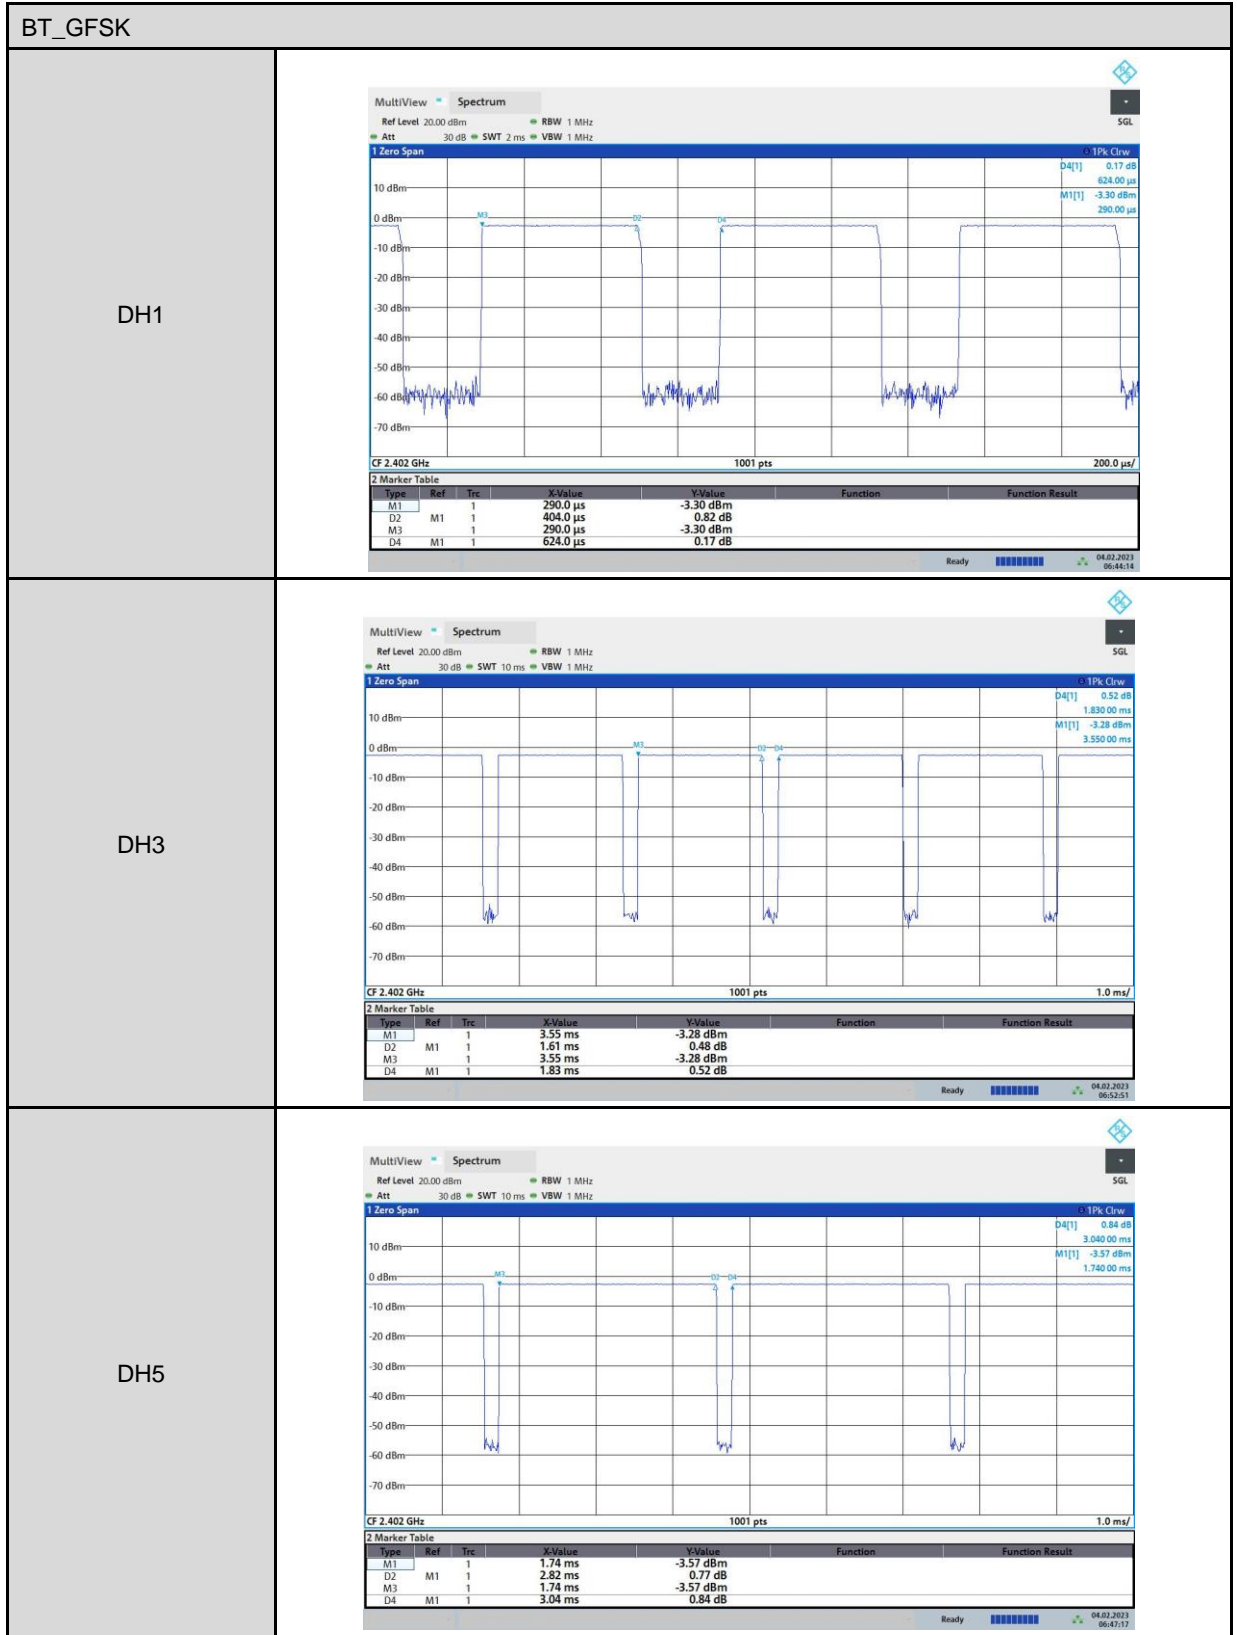 BT_GFSK
DH1
MultiView Spectrum
Ref Level 20.00 dBm RBW 1 MHz SGL
Att 30 dB SWT 2 ms VBW 1 MHz
1 Zero Span 1Pk Clrw
D4[1] 0.17 dB
624.00 µs
10 dBm
M1[1] -3.30 dBm
290.00 µs
0 dBm M3 D2 D4
-10 dBm
-20 dBm
-30 dBm
-40 dBm
-50 dBm
-60 dBm
-70 dBm
CF 2.402 GHz 1001 pts 200.0 µs/
2 Marker Table
Type Ref Trc X-Value Y-Value Function Function Result
M1 1 290.0 µs -3.30 dBm
D2 M1 1 404.0 µs 0.82 dB
M3 1 290.0 µs -3.30 dBm
D4 M1 1 624.0 µs 0.17 dB
Ready 04.02.2023
06:44:14
DH3
MultiView Spectrum
Ref Level 20.00 dBm RBW 1 MHz SGL
Att 30 dB SWT 10 ms VBW 1 MHz
1 Zero Span 1Pk Clrw
D4[1] 0.52 dB
1.830 00 ms
10 dBm
M1[1] -3.28 dBm
3.550 00 ms
0 dBm M3 D2 D4
-10 dBm
-20 dBm
-30 dBm
-40 dBm
-50 dBm
-60 dBm
-70 dBm
CF 2.402 GHz 1001 pts 1.0 ms/
2 Marker Table
Type Ref Trc X-Value Y-Value Function Function Result
M1 1 3.55 ms -3.28 dBm
D2 M1 1 1.61 ms 0.48 dB
M3 1 3.55 ms -3.28 dBm
D4 M1 1 1.83 ms 0.52 dB
Ready 04.02.2023
06:52:51
DH5
MultiView Spectrum
Ref Level 20.00 dBm RBW 1 MHz SGL
Att 30 dB SWT 10 ms VBW 1 MHz
1 Zero Span 1Pk Clrw
D4[1] 0.84 dB
3.040 00 ms
10 dBm
M1[1] -3.57 dBm
1.740 00 ms
0 dBm M3 D2 D4
-10 dBm
-20 dBm
-30 dBm
-40 dBm
-50 dBm
-60 dBm
-70 dBm
CF 2.402 GHz 1001 pts 1.0 ms/
2 Marker Table
Type Ref Trc X-Value Y-Value Function Function Result
M1 1 1.74 ms -3.57 dBm
D2 M1 1 2.82 ms 0.77 dB
M3 1 1.74 ms -3.57 dBm
D4 M1 1 3.04 ms 0.84 dB
Ready 04.02.2023
06:47:17